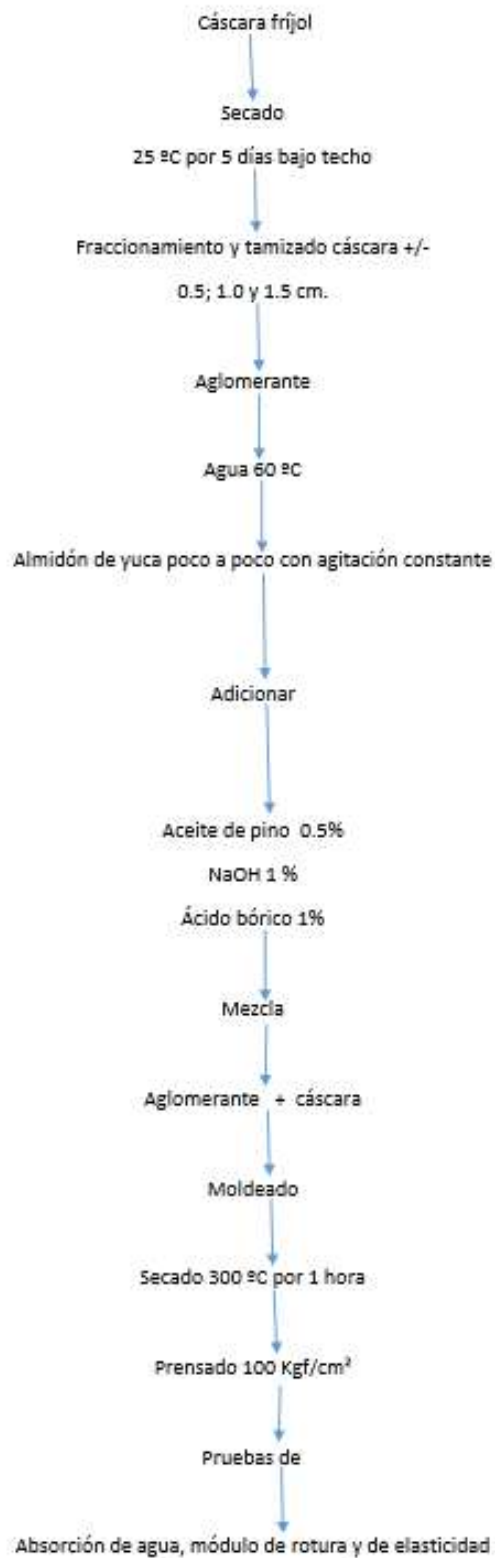 Cáscara fríjol
Secado
25 ºC por 5 días bajo techo
Fraccionamiento y tamizado cáscara +/-
0.5; 1.0 y 1.5 cm.
Aglomerante
Agua 60 ºC
Almidón de yuca poco a poco con agitación constante
Adicionar
Aceite de pino 0.5%
NaOH 1 %
Ácido bórico 1%
Mezcla
Aglomerante + cáscara
Moldeado
Secado 300 ºC por 1 hora
Prensado 100 Kgf/cm²
Pruebas de
Absorción de agua, módulo de rotura y de elasticidad